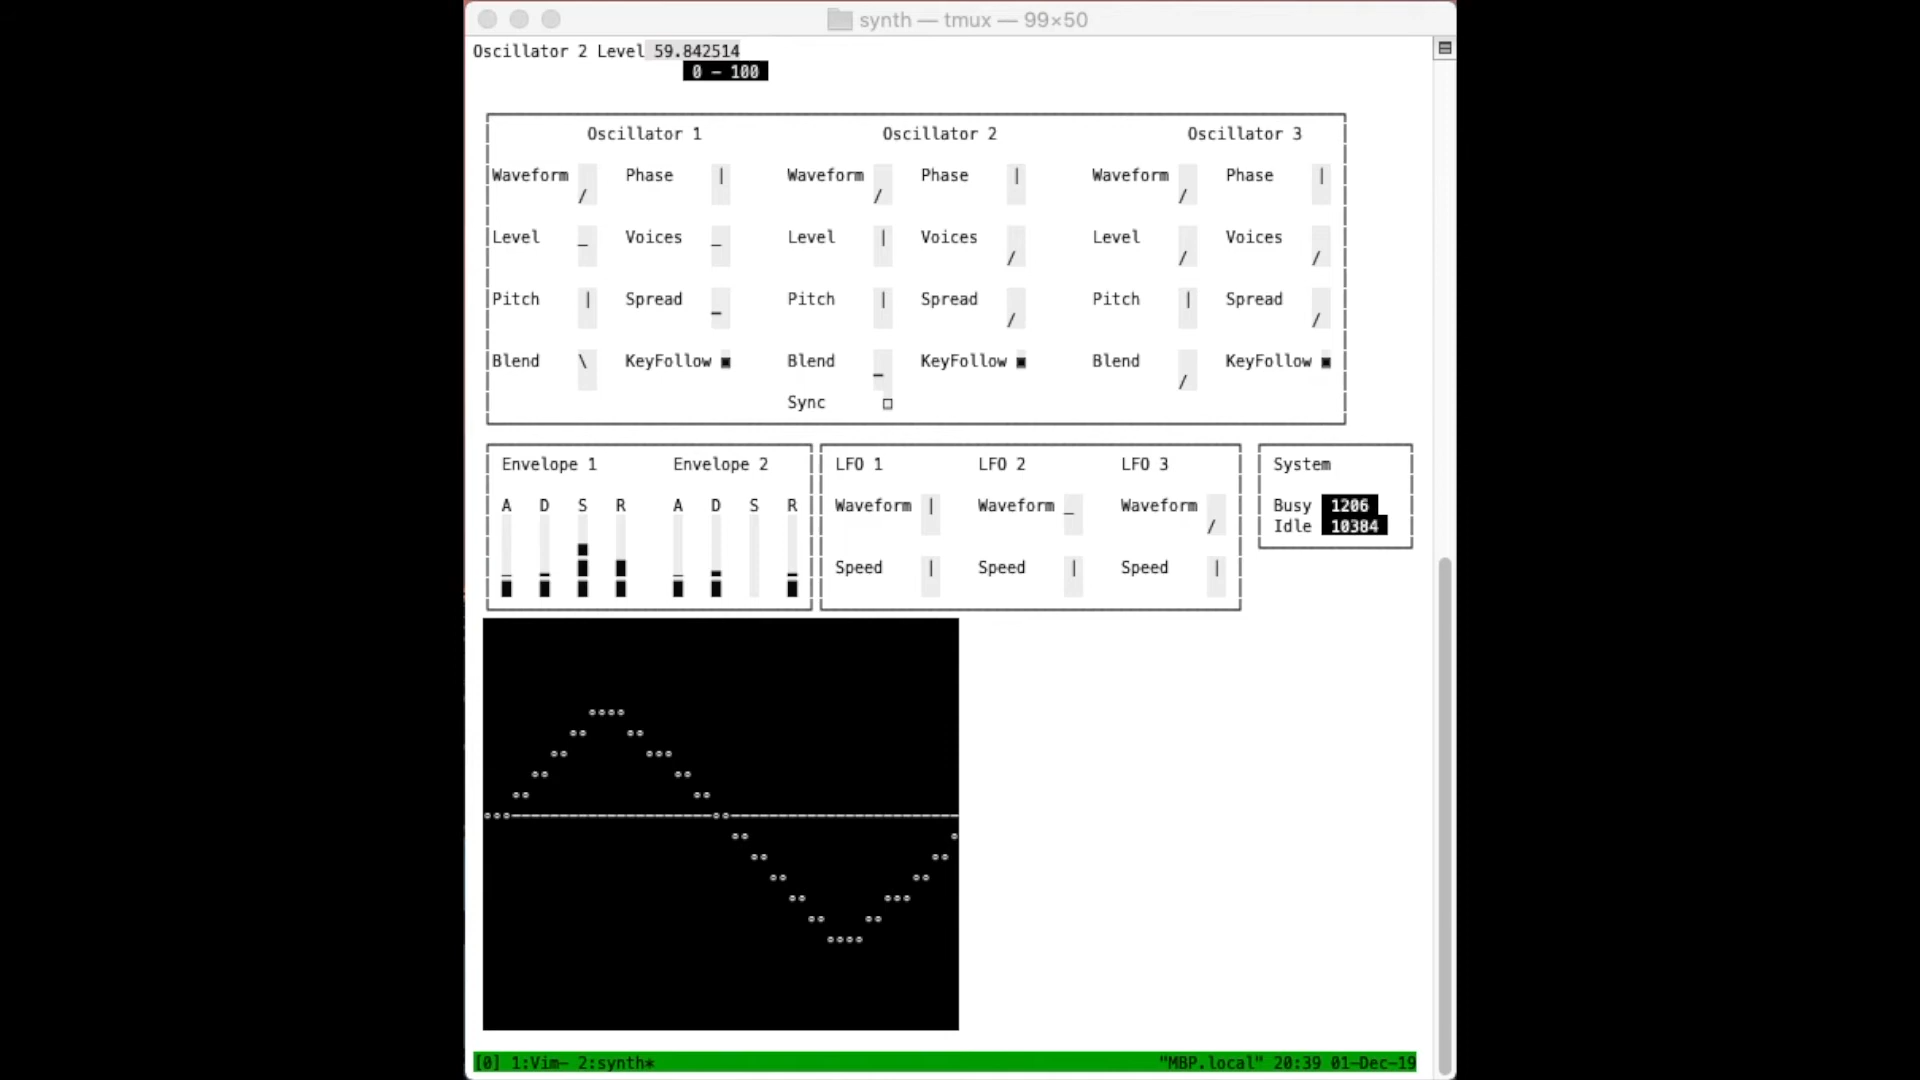 synth — tmux — 99×50
Oscillator 2 Level 59.842514
0 - 100
Oscillator 1 Oscillator 2 Oscillator 3
Waveform / Phase | Waveform / Phase | Waveform / Phase |
Level _ Voices _ Level | Voices / Level / Voices /
Pitch | Spread _ Pitch | Spread / Pitch | Spread /
Blend \ KeyFollow ▣ Blend _ KeyFollow ▣ Blend / KeyFollow ▣
Sync □
Envelope 1 Envelope 2 LFO 1 LFO 2 LFO 3 System
A D S R A D S R Waveform | Waveform _ Waveform / Busy 1206
Idle 10384
Speed | Speed | Speed |
[0] 1:Vim- 2:synth* "MBP.local" 20:39 01-Dec-19